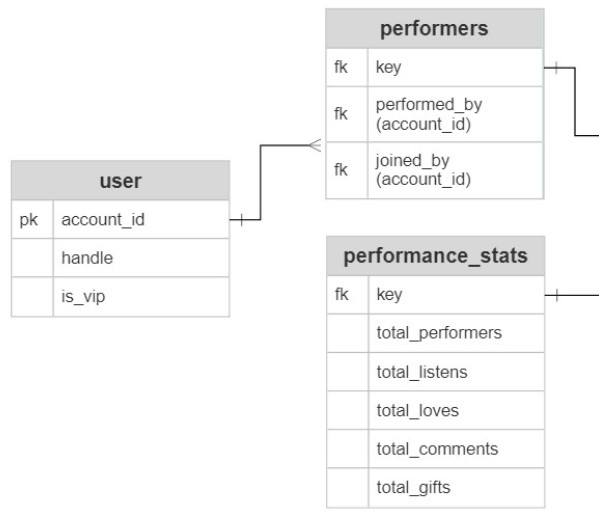 performers
fk key
fk performed_by
(account_id)
fk joined_by
(account_id)
user
pk account_id
handle
is_vip
performance_stats
fk key
total_performers
total_listens
total_loves
total_comments
total_gifts